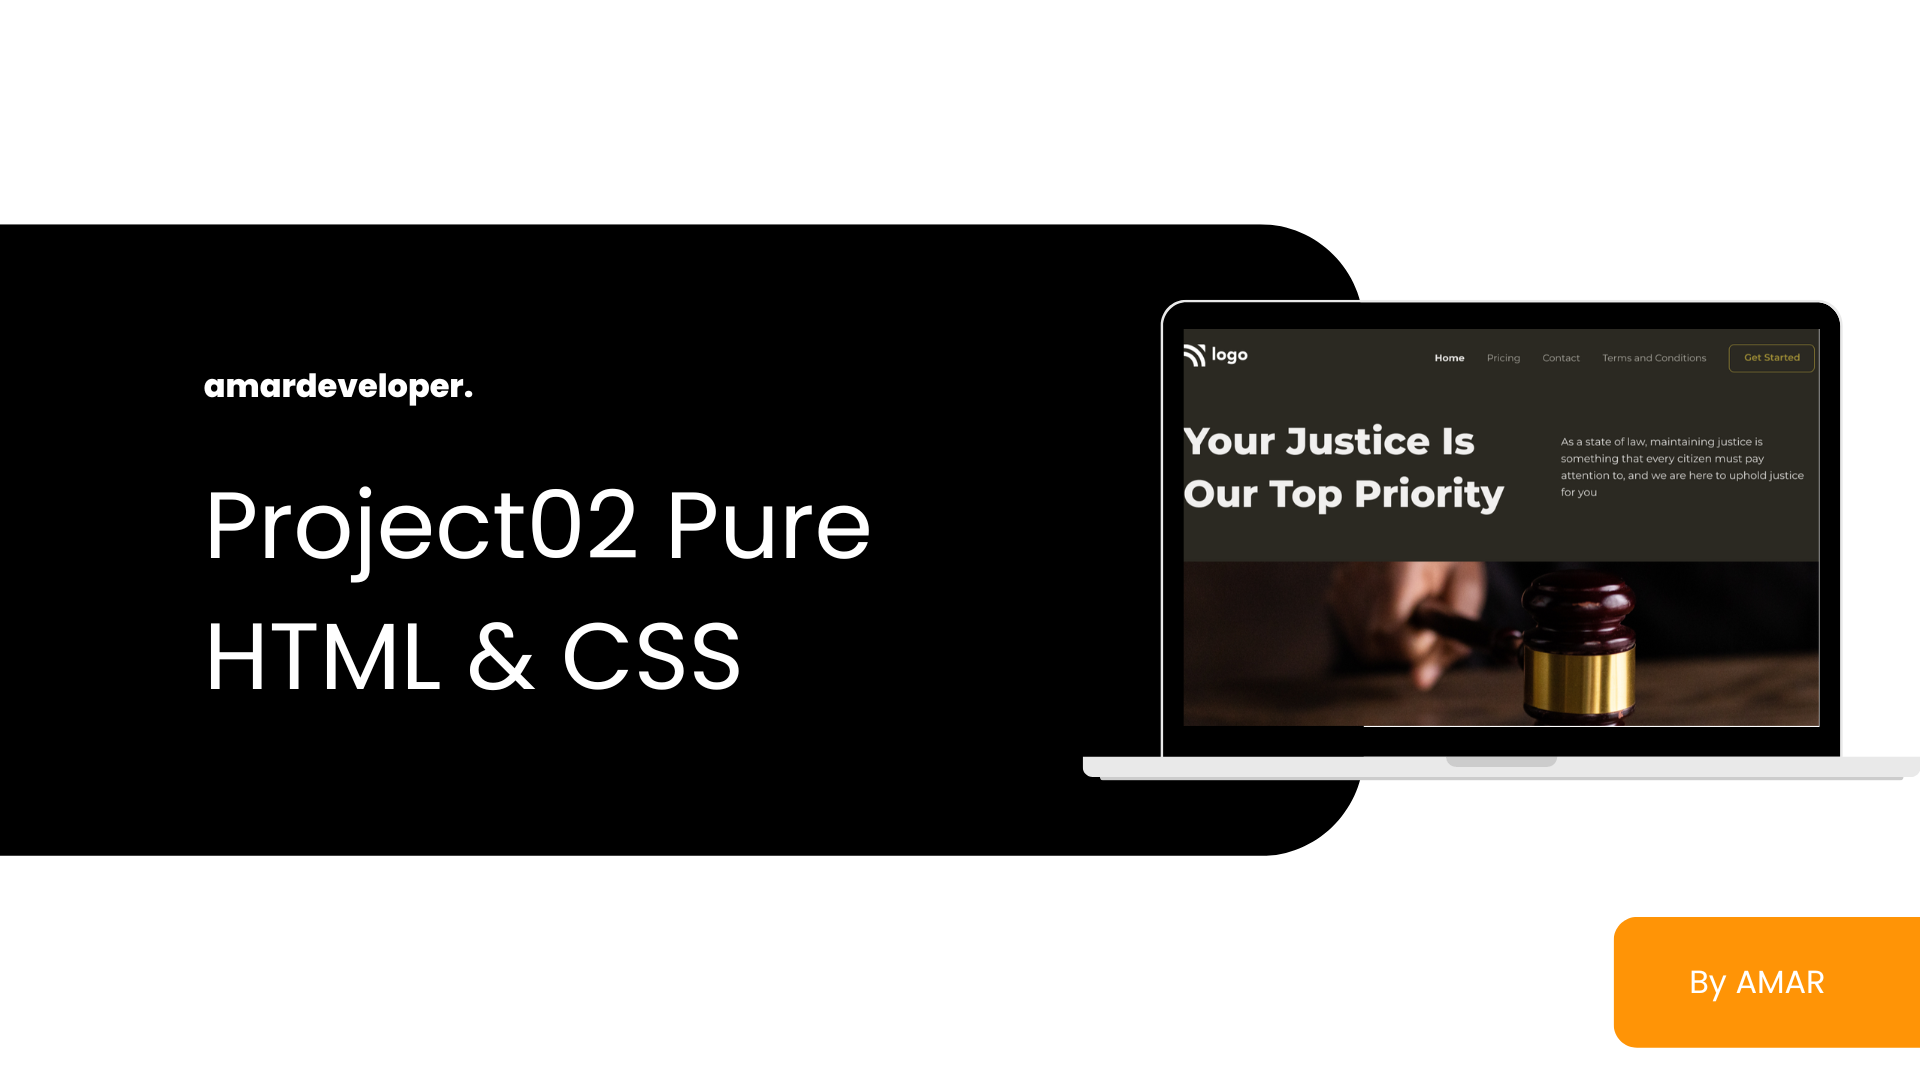 amardeveloper.
Project02 Pure
HTML & CSS
logo
Home Pricing Contact Terms and Conditions Get Started
Your Justice Is
Our Top Priority
As a state of law, maintaining justice is
something that every citizen must pay
attention to, and we are here to uphold justice
for you
By AMAR